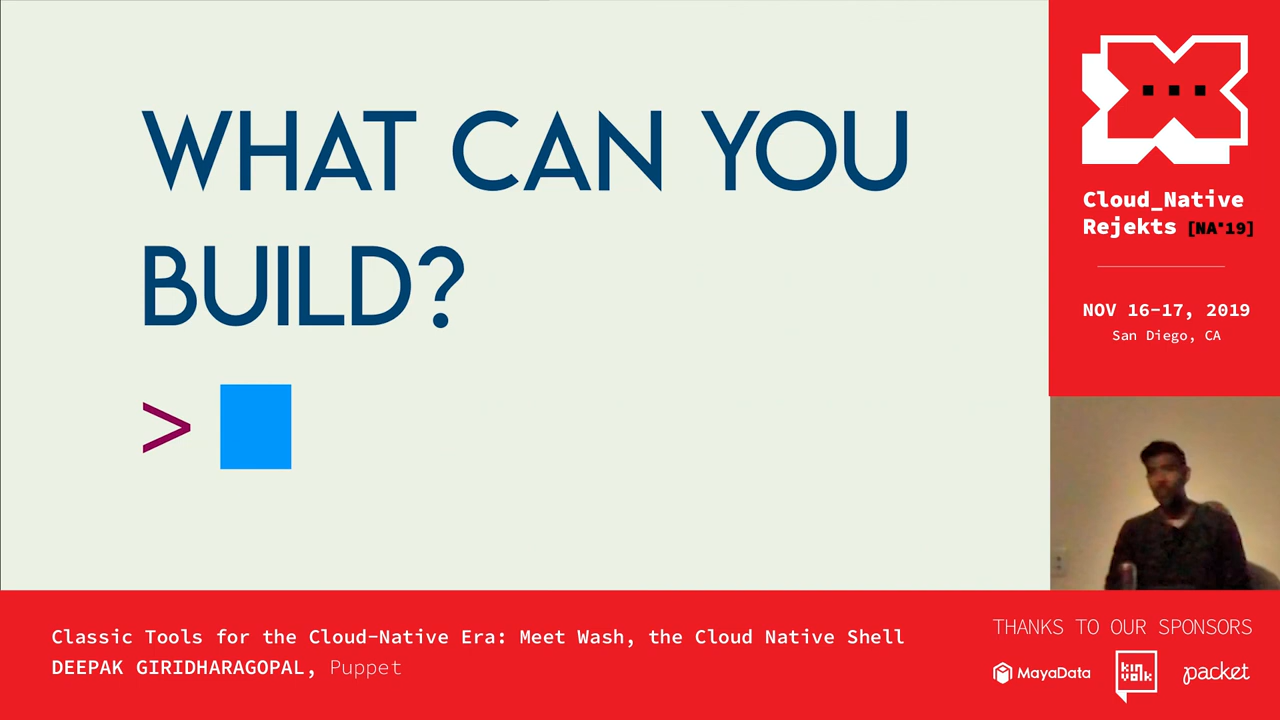 WHAT CAN YOU
BUILD?
>
Cloud_Native
Rejekts [NA'19]
NOV 16-17, 2019
San Diego, CA
Classic Tools for the Cloud-Native Era: Meet Wash, the Cloud Native Shell
DEEPAK GIRIDHARAGOPAL, Puppet
THANKS TO OUR SPONSORS
MayaData
kinvolk
packet